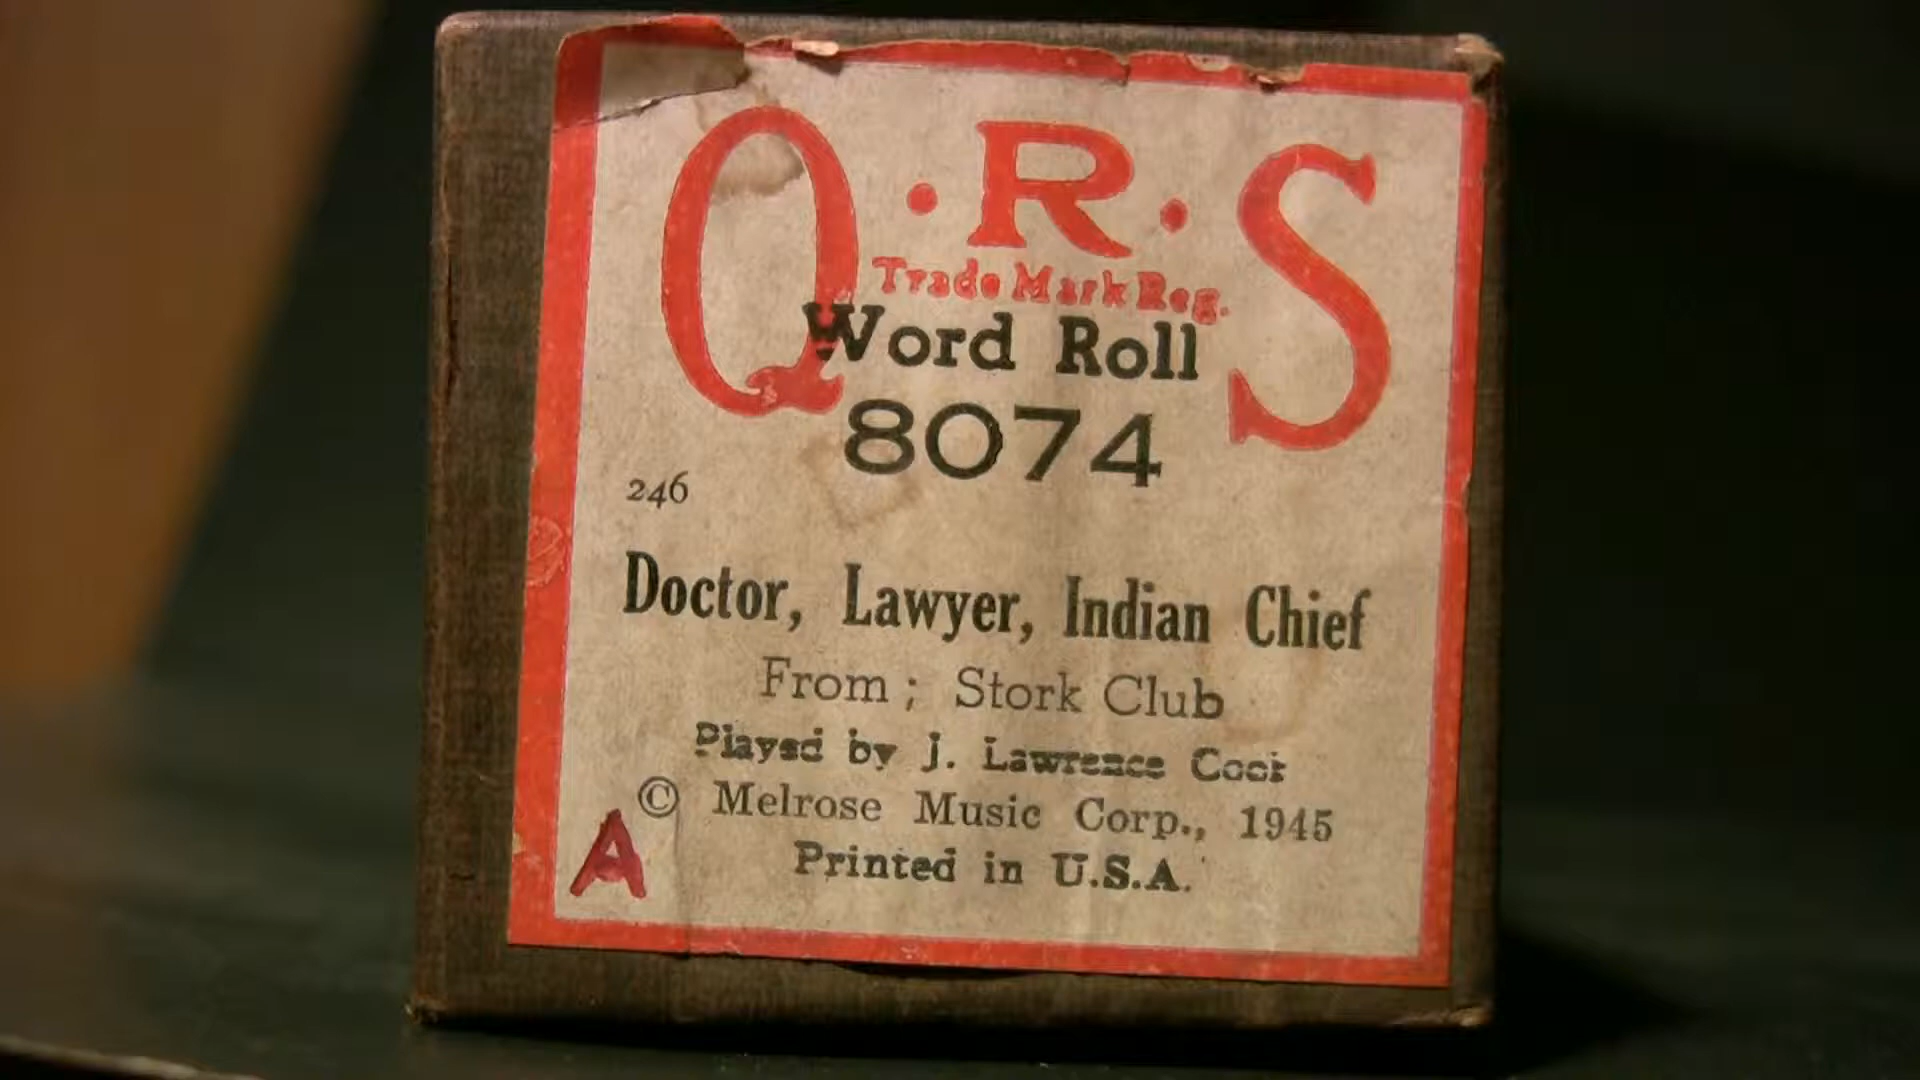 Q·R·S
Trade Mark Reg.
Word Roll
8074
246
Doctor, Lawyer, Indian Chief
From; Stork Club
Played by J. Lawrence Cook
© Melrose Music Corp., 1945
A
Printed in U.S.A.